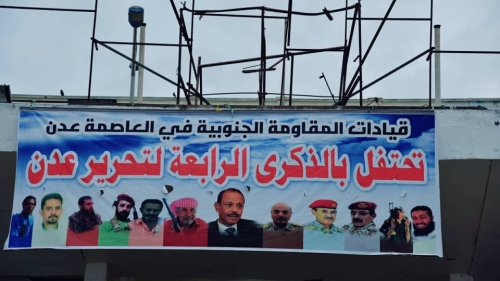 قيادات المقاومة الجنوبية في العاصمة عدن
تحتفل بالذكرى الرابعة لتحرير عدن